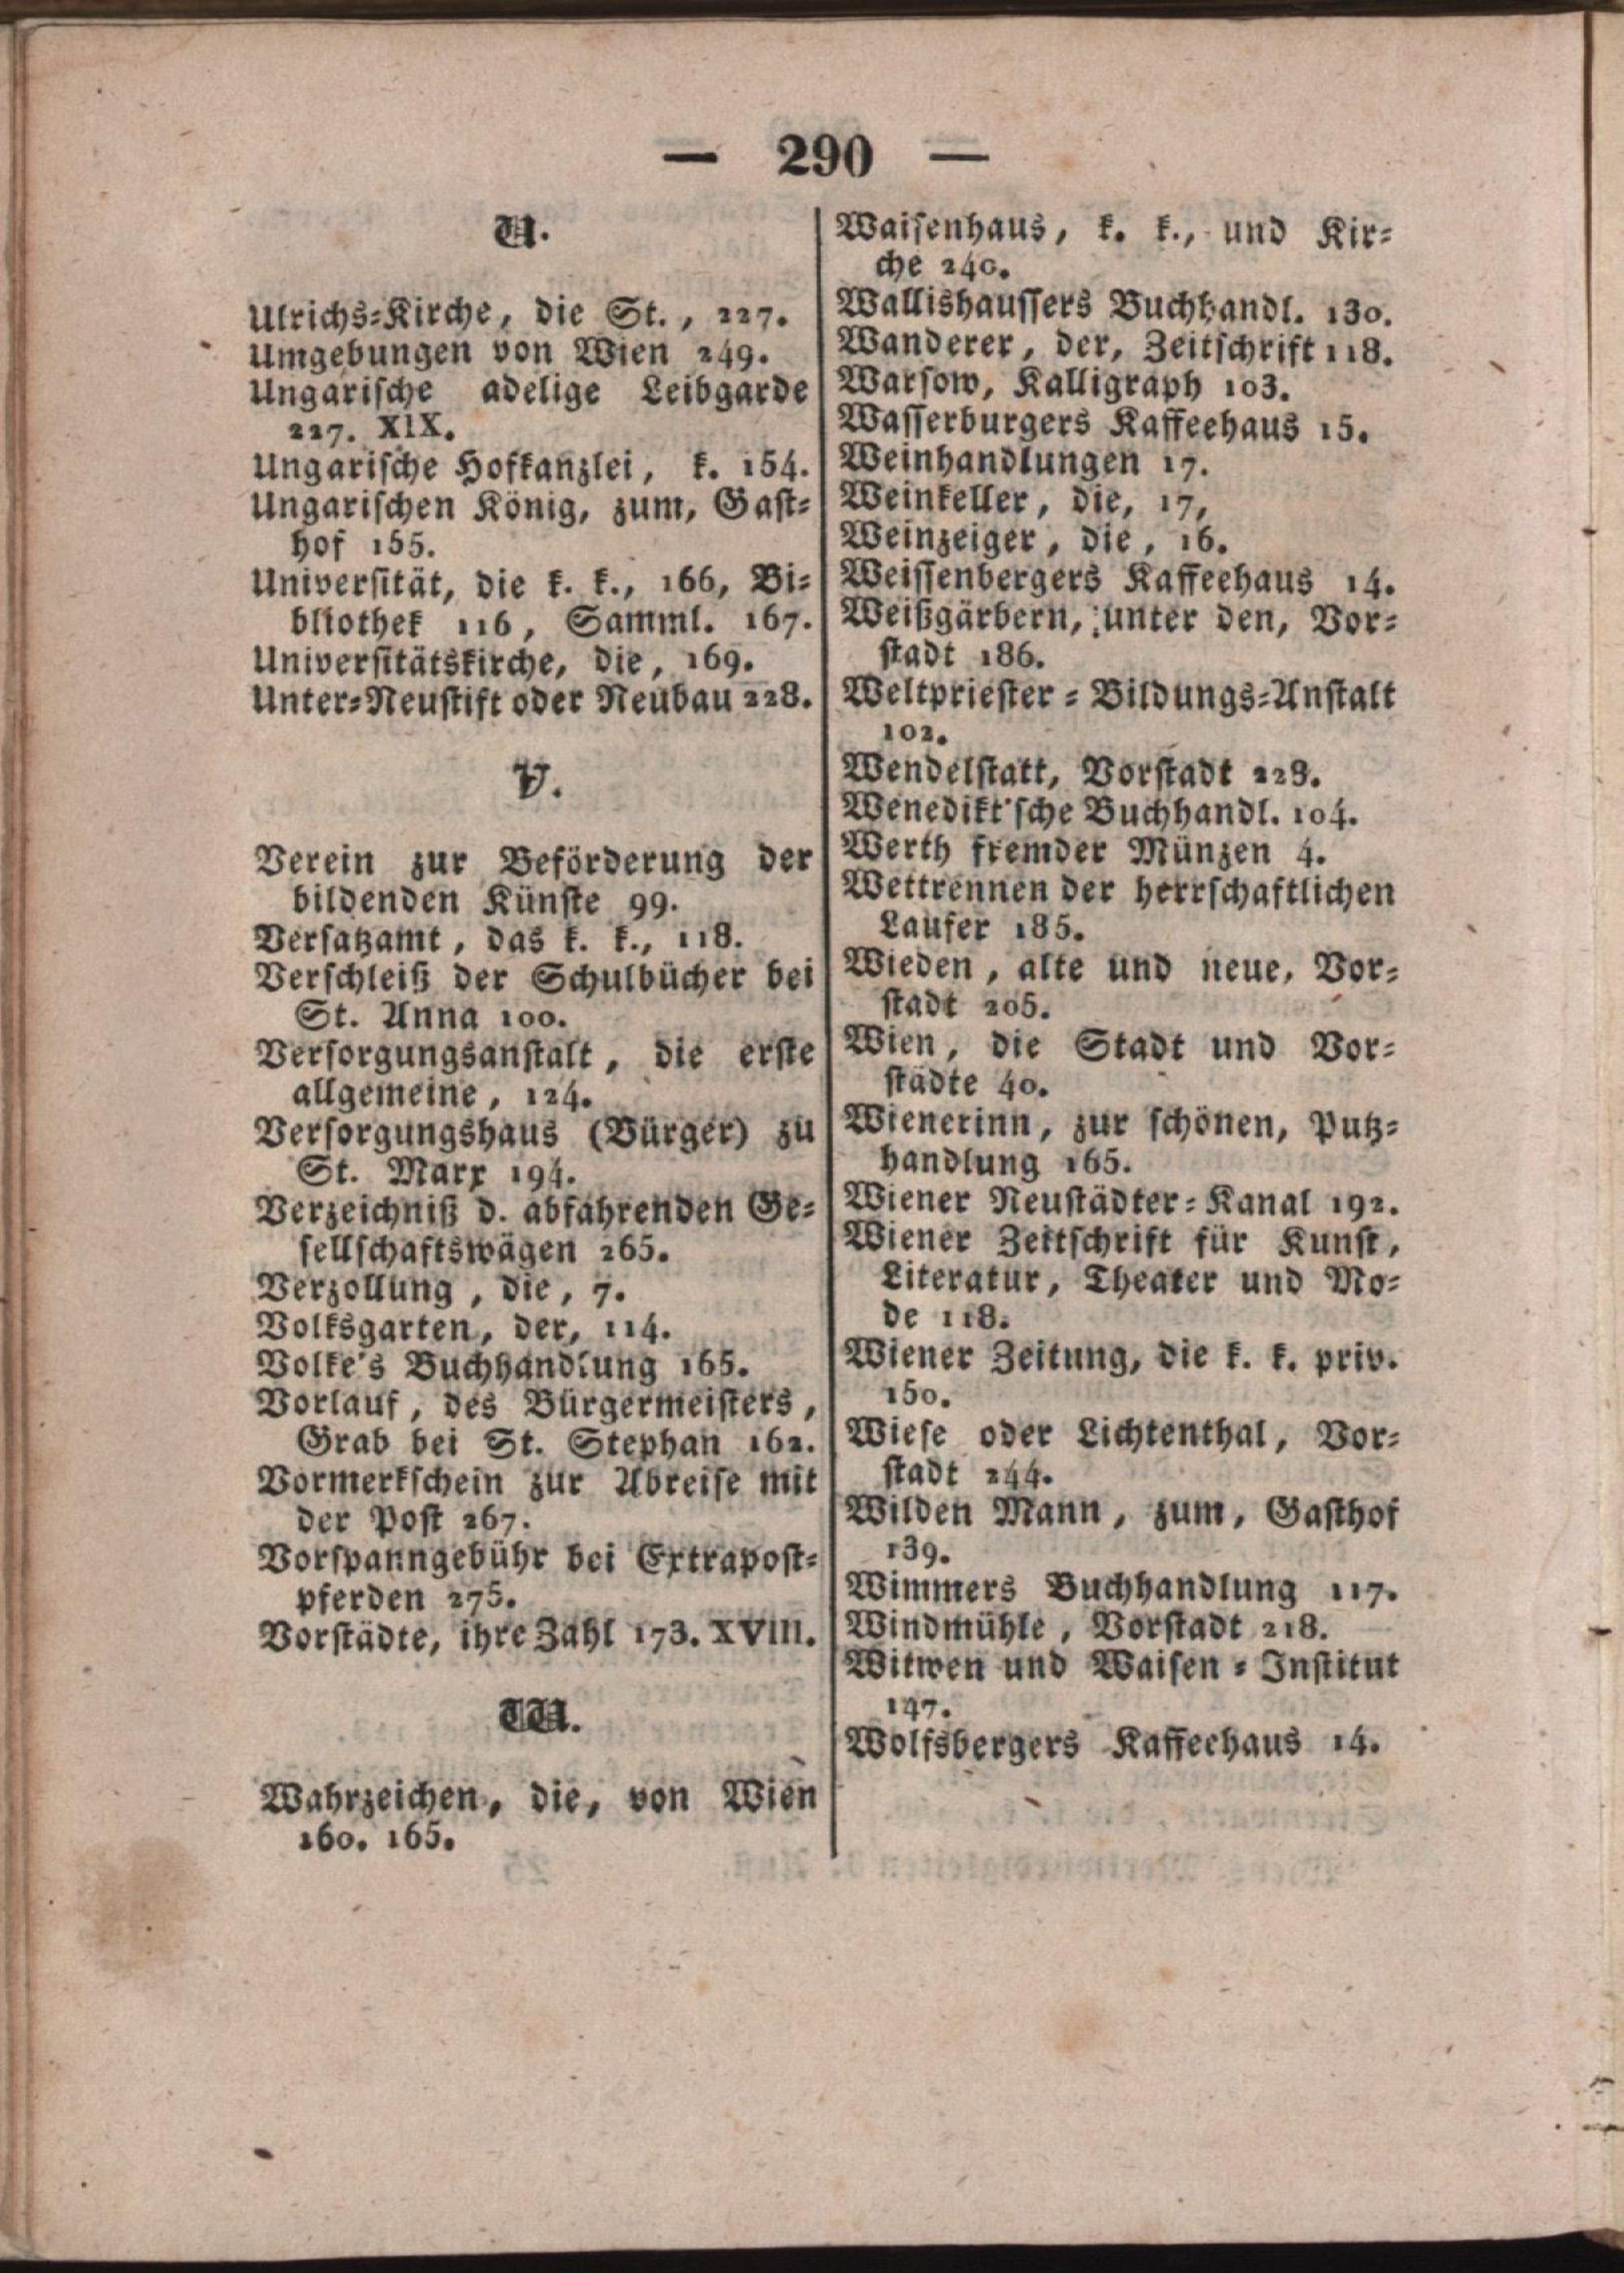 — 290 —
U.
Ulrichs-Kirche, die St., 227.
Umgebungen von Wien 249.
Ungarische adelige Leibgarde
227. XIX.
Ungarische Hofkanzlei, k. 154.
Ungarischen König, zum, Gast-
hof 155.
Universität, die k. k., 166, Bi-
bliothek 116, Samml. 167.
Universitätskirche, die, 169.
Unter-Neustift oder Neubau 228.
V.
Verein zur Beförderung der
bildenden Künste 99.
Versatzamt, das k. k., 118.
Verschleiß der Schulbücher bei
St. Anna 100.
Versorgungsanstalt, die erste
allgemeine, 124.
Versorgungshaus (Bürger) zu
St. Marx 194.
Verzeichniß d. abfahrenden Ge-
sellschaftswägen 265.
Verzollung, die, 7.
Volksgarten, der, 114.
Volke's Buchhandlung 165.
Vorlauf, des Bürgermeisters,
Grab bei St. Stephan 162.
Vormerkschein zur Abreise mit
der Post 267.
Vorspanngebühr bei Extrapost-
pferden 275.
Vorstädte, ihre Zahl 173. XVIII.
W.
Wahrzeichen, die, von Wien
160. 165.
Waisenhaus, k. k., und Kir-
che 240.
Wallishaussers Buchhandl. 130.
Wanderer, der, Zeitschrift 118.
Warsow, Kalligraph 103.
Wasserburgers Kaffeehaus 15.
Weinhandlungen 17.
Weinkeller, die, 17,
Weinzeiger, die, 16.
Weissenbergers Kaffeehaus 14.
Weißgärbern, unter den, Vor-
stadt 186.
Weltpriester-Bildungs-Anstalt
102.
Wendelstatt, Vorstadt 228.
Wenedikt'sche Buchhandl. 104.
Werth fremder Münzen 4.
Wettrennen der herrschaftlichen
Laufer 185.
Wieden, alte und neue, Vor-
stadt 205.
Wien, die Stadt und Vor-
städte 40.
Wienerinn, zur schönen, Putz-
handlung 165.
Wiener Neustädter-Kanal 192.
Wiener Zeitschrift für Kunst,
Literatur, Theater und Mo-
de 118.
Wiener Zeitung, die k. k. priv.
150.
Wiese oder Lichtenthal, Vor-
stadt 244.
Wilden Mann, zum, Gasthof
139.
Wimmers Buchhandlung 117.
Windmühle, Vorstadt 218.
Witwen und Waisen-Institut
147.
Wolfsbergers Kaffeehaus 14.